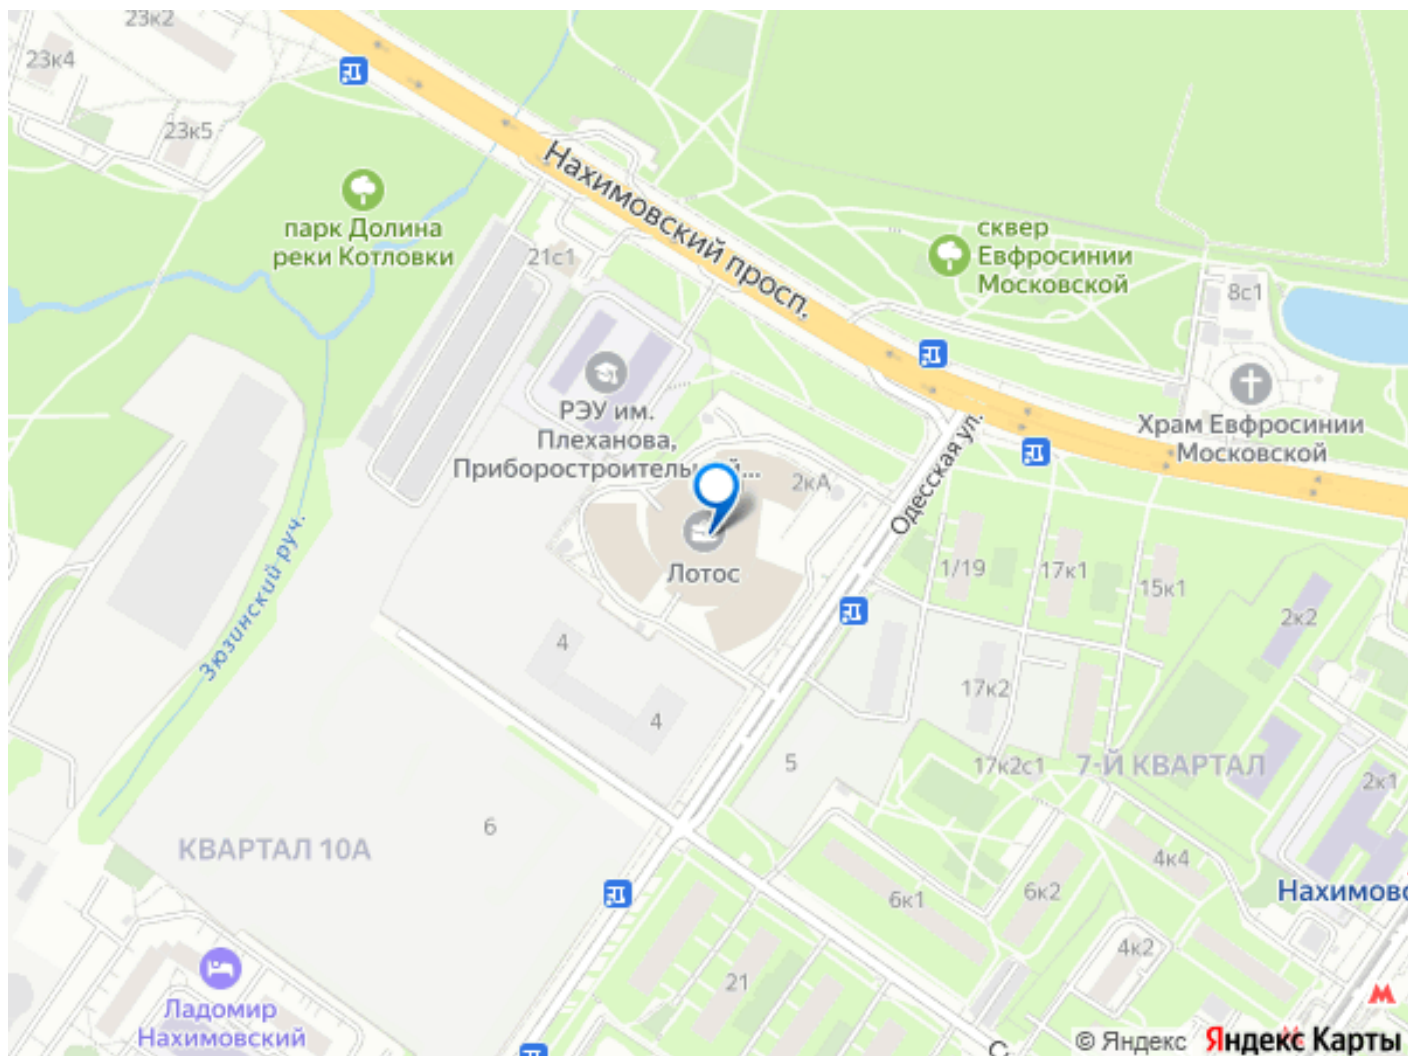 23к2
23к4
23к5
парк Долина
реки Котловки
Нахимовский просп.
21с1
сквер
Евфросинии
Московской
8с1
РЭУ им.
Плеханова,
Приборостроительный...
Храм Евфросинии
Московской
2кА
Одесская ул.
Лотос
Зюзинский руч.
1/19
17к1
15к1
2к2
4
17к2
4
5
17к2с1
7-Й КВАРТАЛ
2к1
6
КВАРТАЛ 10А
4к4
6к1
6к2
Нахимово
4к2
21
Ладомир
Нахимовский
С
© Яндекс Яндекс Карты